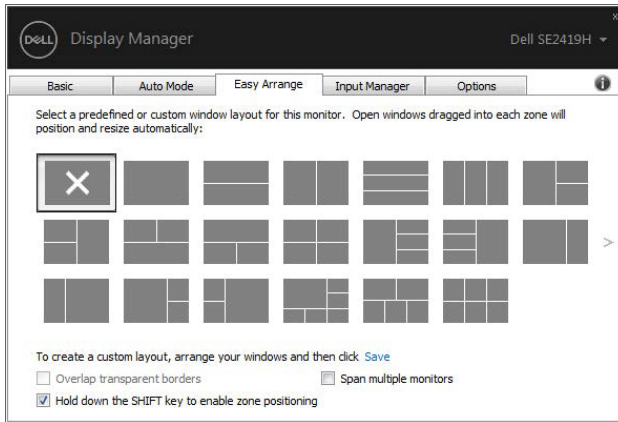 x
DELL
Display Manager
Dell SE2419H
Basic
Auto Mode
Easy Arrange
Input Manager
Options
i
Select a predefined or custom window layout for this monitor.  Open windows dragged into each zone will
position and resize automatically:
>
To create a custom layout, arrange your windows and then click Save
Overlap transparent borders
Span multiple monitors
Hold down the SHIFT key to enable zone positioning